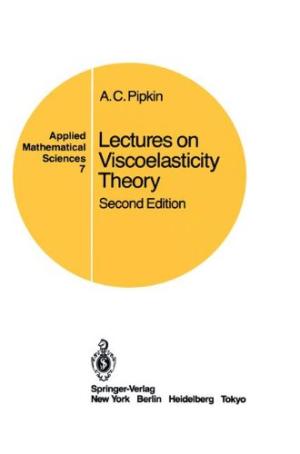 A.C. Pipkin
Applied
Mathematical
Sciences
7
Lectures on
Viscoelasticity
Theory
Second Edition
Springer-Verlag
New York Berlin Heidelberg Tokyo